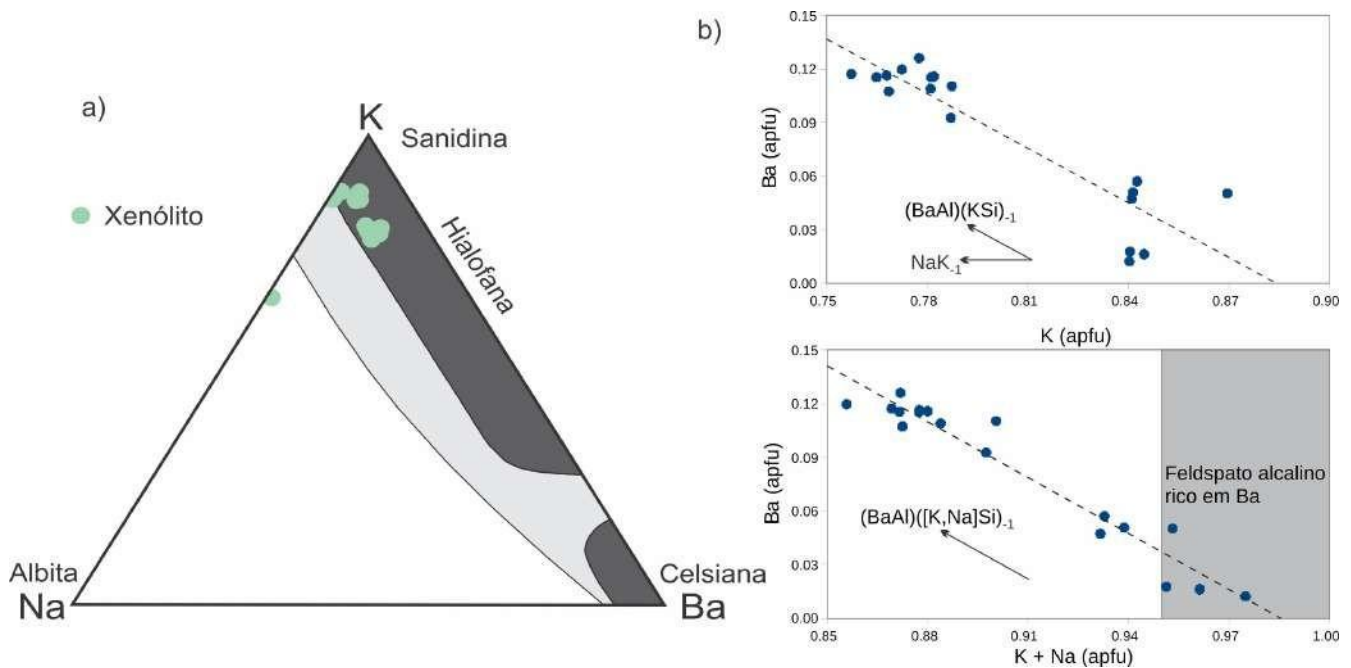 a)
K
Sanidina
Xenólito
Hialofana
Albita
Na
Celsiana
Ba
b)
0.15
0.12
0.09
0.06
0.03
0.00
Ba (apfu)
(BaAl)(KSi)-1
NaK-1
0.75
0.78
0.81
0.84
0.87
0.90
K (apfu)
0.15
0.12
0.09
0.06
0.03
0.00
Ba (apfu)
Feldspato alcalino
rico em Ba
(BaAl)([K,Na]Si)-1
0.85
0.88
0.91
0.94
0.97
1.00
K + Na (apfu)